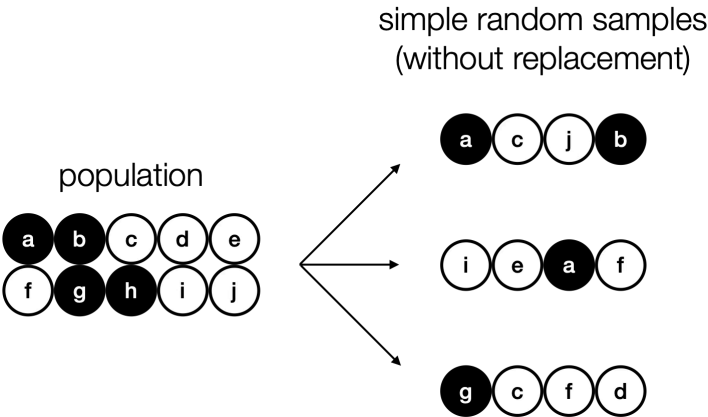 simple random samples
(without replacement)
population
a b c d e
f g h i j
a c j b
i e a f
g c f d